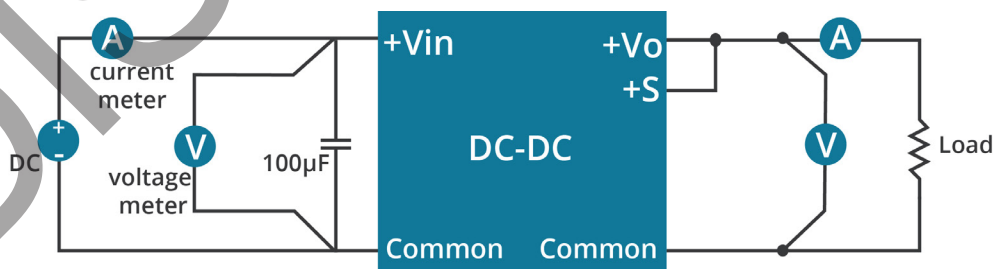 A
+Vin
+Vo
A
current
meter
+S
+
-
DC
V
100µF
DC-DC
V
Load
voltage
meter
Common
Common